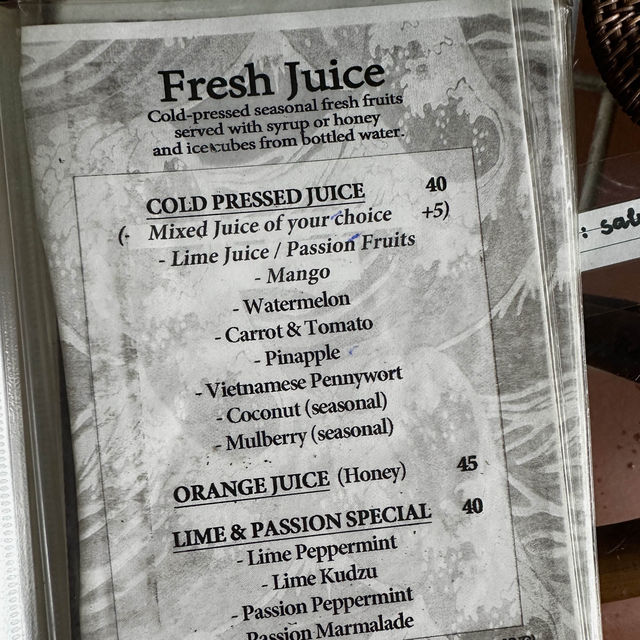 Fresh Juice
Cold-pressed seasonal fresh fruits
served with syrup or honey
and ice cubes from bottled water.
COLD PRESSED JUICE 40
(- Mixed Juice of your choice +5)
- Lime Juice / Passion Fruits
- Mango
- Watermelon
- Carrot & Tomato
- Pinapple
- Vietnamese Pennywort
- Coconut (seasonal)
- Mulberry (seasonal)
ORANGE JUICE (Honey) 45
LIME & PASSION SPECIAL 40
- Lime Peppermint
- Lime Kudzu
- Passion Peppermint
Passion Marmalade